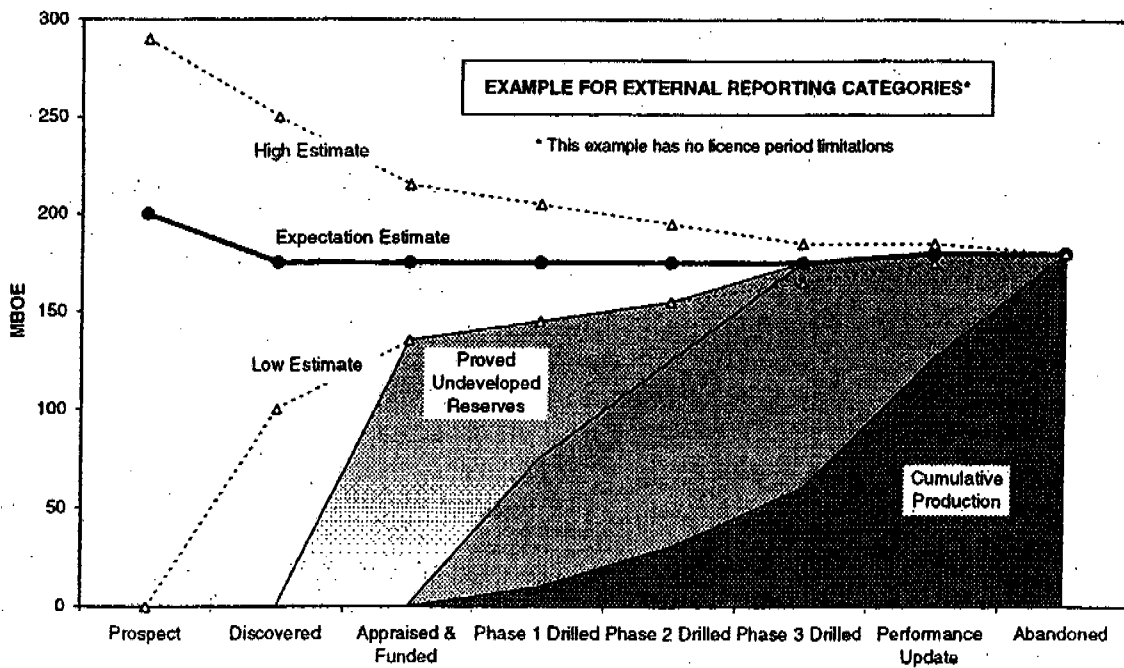 300
250
200
150
100
50
0
MBOE
EXAMPLE FOR EXTERNAL REPORTING CATEGORIES*
* This example has no licence period limitations
High Estimate
Expectation Estimate
Low Estimate
Proved
Undeveloped
Reserves
Cumulative
Production
Prospect
Discovered
Appraised &
Funded
Phase 1 Drilled
Phase 2 Drilled
Phase 3 Drilled
Performance
Update
Abandoned